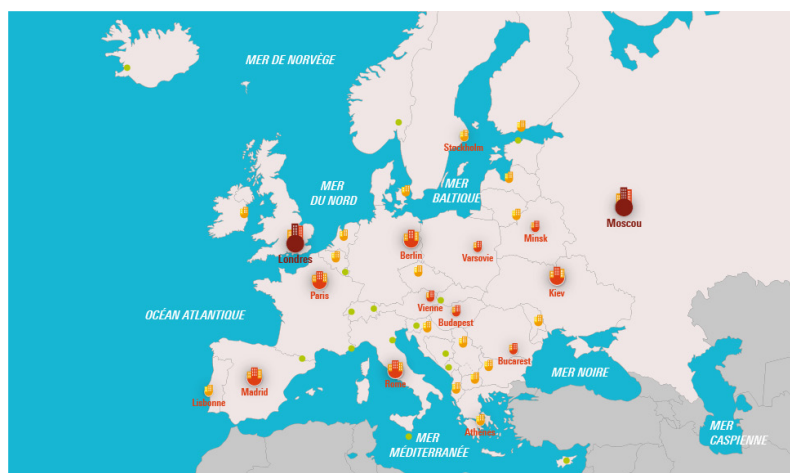 MER DE NORVÈGE
Stockholm
MER
DU NORD
MER
BALTIQUE
Moscou
Minsk
Londres
Berlin
Varsovie
Paris
Kiev
Vienne
OCÉAN ATLANTIQUE
Budapest
Bucarest
MER NOIRE
Rome
Madrid
Lisbonne
Athènes
MER
MÉDITERRANÉE
MER
CASPIENNE